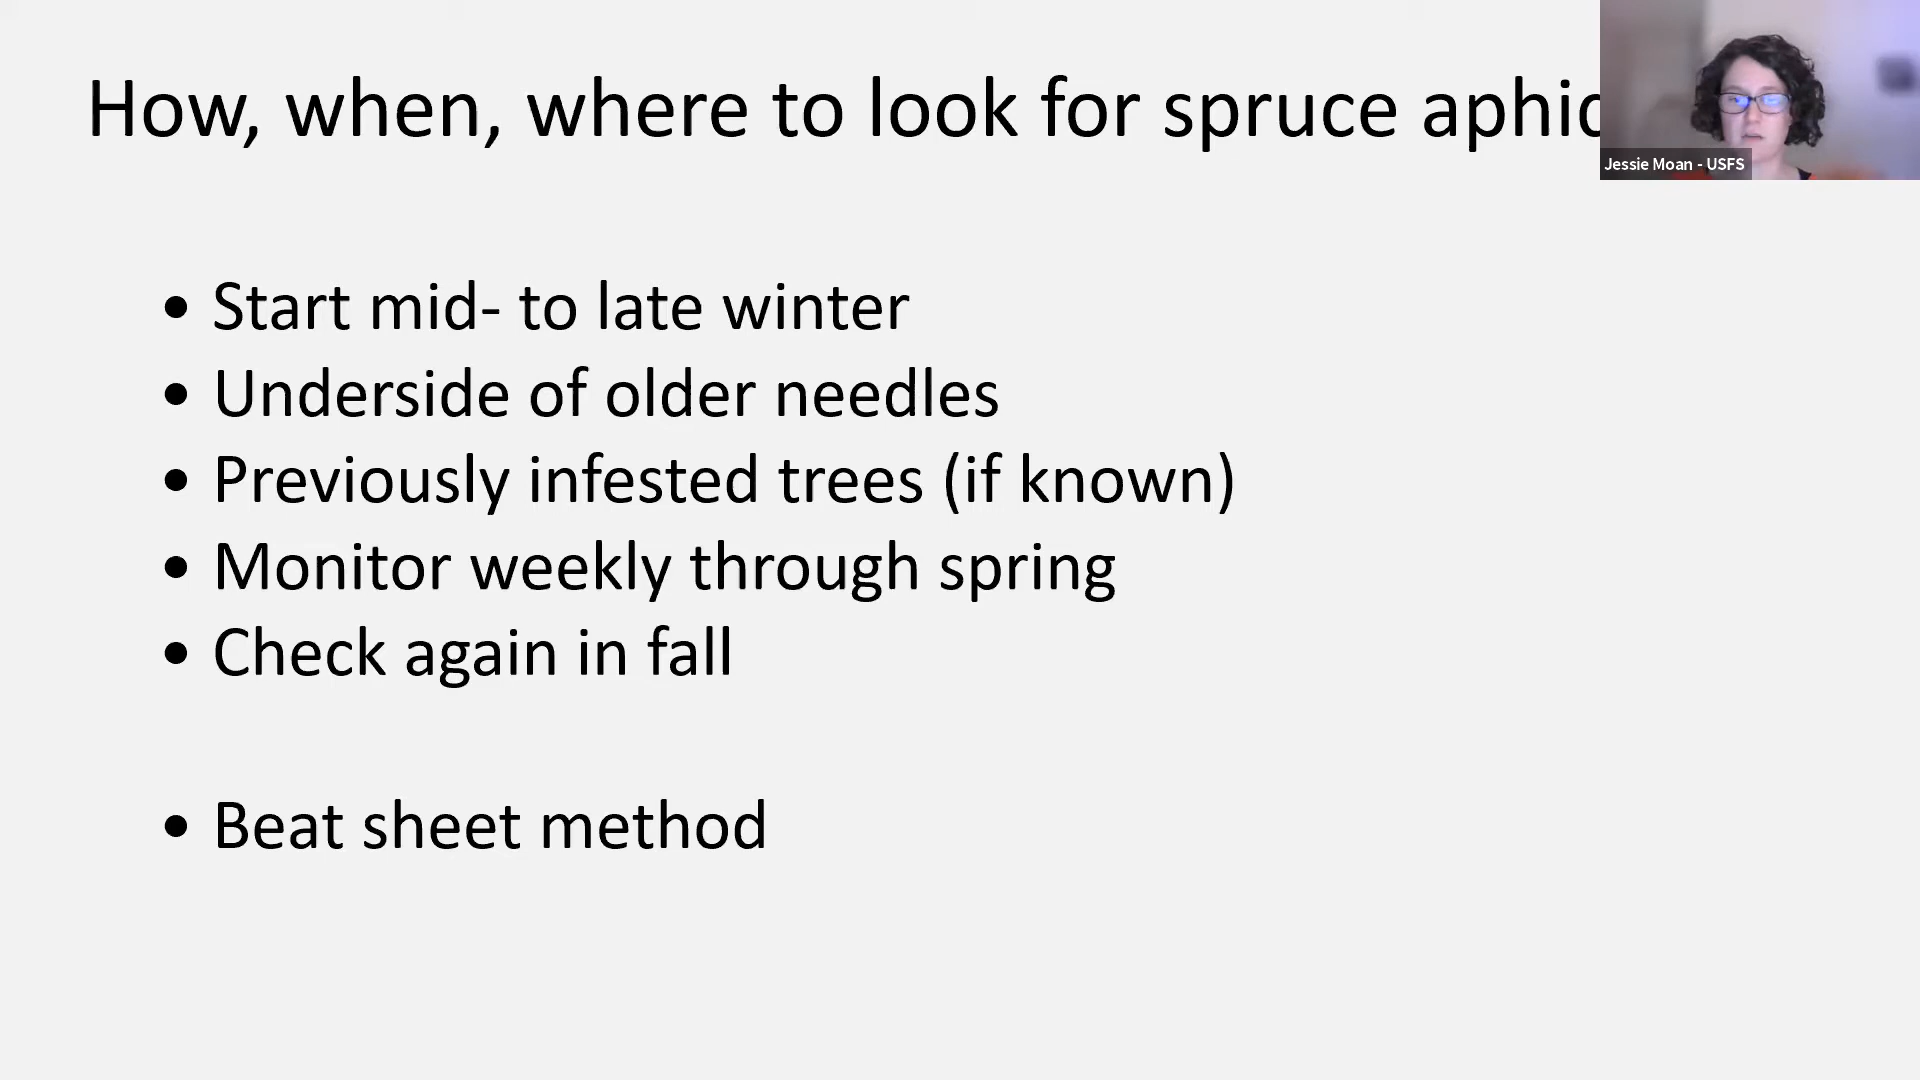 How, when, where to look for spruce
Jessie Moan - USFS
• Start mid- to late winter
• Underside of older needles
• Previously infested trees (if known)
• Monitor weekly through spring
• Check again in fall
• Beat sheet method